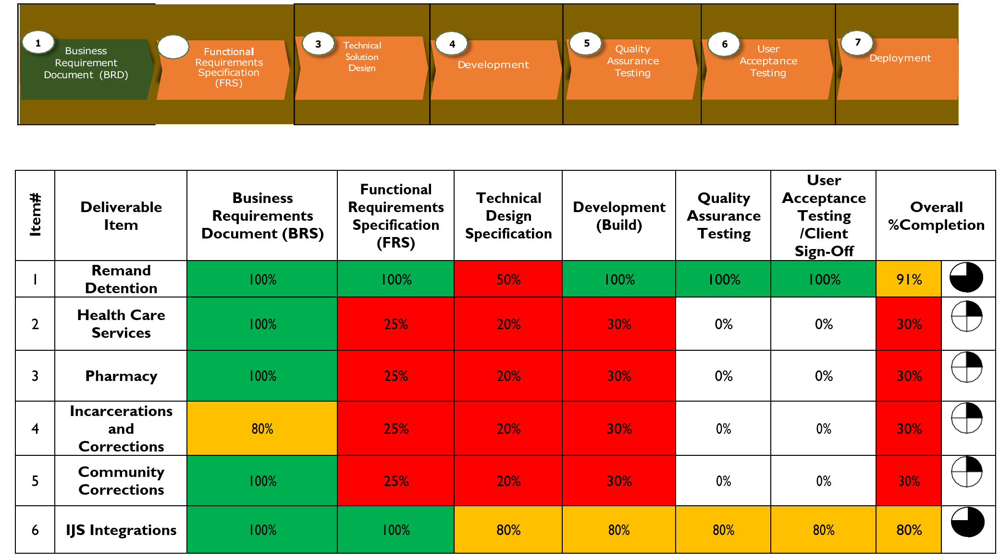 1
Business
Requirement
Document (BRD)
Functional
Requirements
Specification
(FRS)
3
Technical
Solution
Design
4
Development
5
Quality
Assurance
Testing
6
User
Acceptance
Testing
7
Deployment
Item#
Deliverable
Item
Business
Requirements
Document (BRS)
Functional
Requirements
Specification
(FRS)
Technical
Design
Specification
Development
(Build)
Quality
Assurance
Testing
User
Acceptance
Testing
/Client
Sign-Off
Overall
%Completion
1
Remand
Detention
100%
100%
50%
100%
100%
100%
91%
2
Health Care
Services
100%
25%
20%
30%
0%
0%
30%
3
Pharmacy
100%
25%
20%
30%
0%
0%
30%
4
Incarcerations
and
Corrections
80%
25%
20%
30%
0%
0%
30%
5
Community
Corrections
100%
25%
20%
30%
0%
0%
30%
6
IJS Integrations
100%
100%
80%
80%
80%
80%
80%